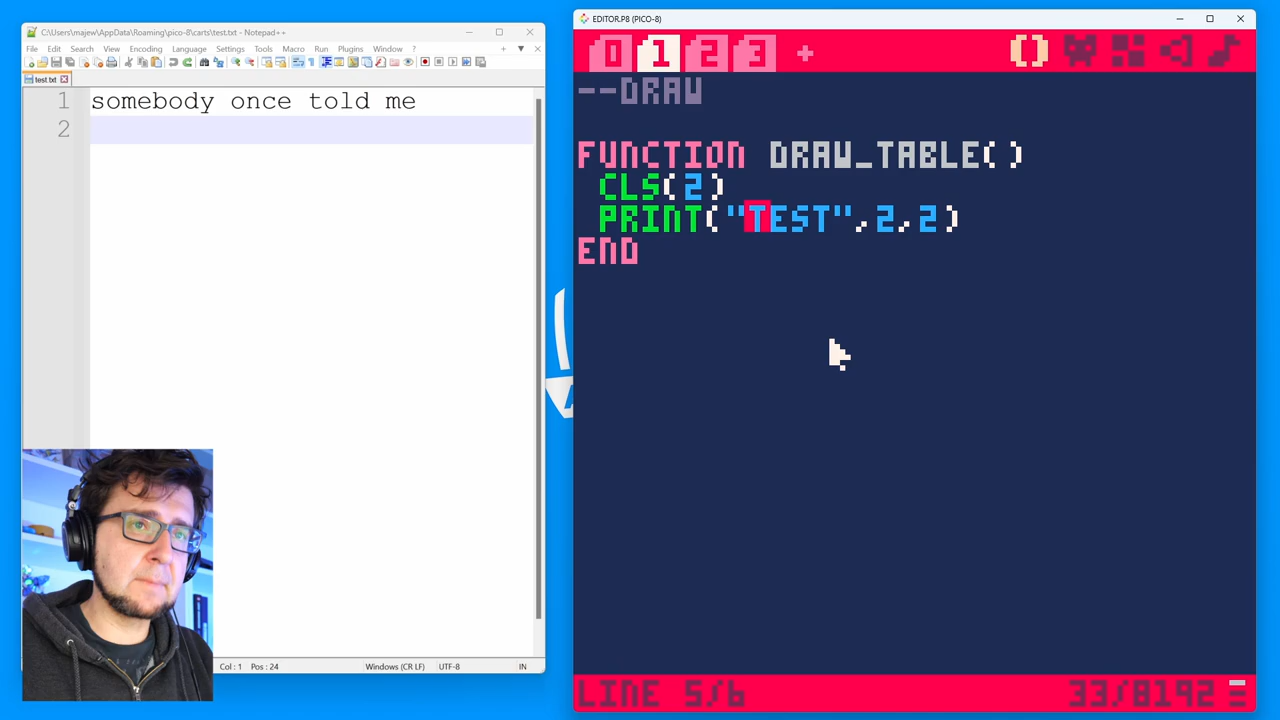 C:\Users\majew\AppData\Roaming\pico-8\carts\test.txt - Notepad++
File Edit Search View Encoding Language Settings Tools Macro Run Plugins Window ?
test.txt
1 somebody once told me
2
Col : 1 Pos : 24 Windows (CR LF) UTF-8 IN
EDITOR.P8 (PICO-8)
0 1 2 3 +
--DRAW
FUNCTION DRAW_TABLE()
CLS(2)
PRINT("TEST",2,2)
END
LINE 5/6 33/8192